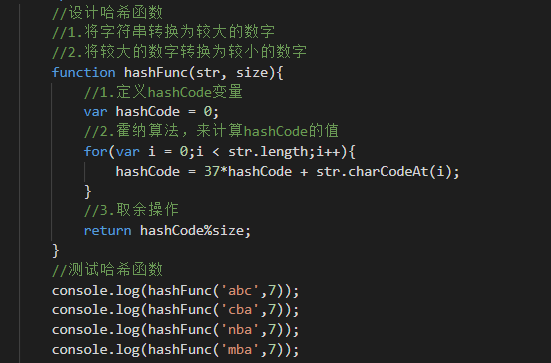 //设计哈希函数
//1.将字符串转换为较大的数字
//2.将较大的数字转换为较小的数字
function hashFunc(str, size){
//1.定义hashCode变量
var hashCode = 0;
//2.霍纳算法，来计算hashCode的值
for(var i = 0;i < str.length;i++){
hashCode = 37*hashCode + str.charCodeAt(i);
}
//3.取余操作
return hashCode%size;
}
//测试哈希函数
console.log(hashFunc('abc',7));
console.log(hashFunc('cba',7));
console.log(hashFunc('nba',7));
console.log(hashFunc('mba',7));